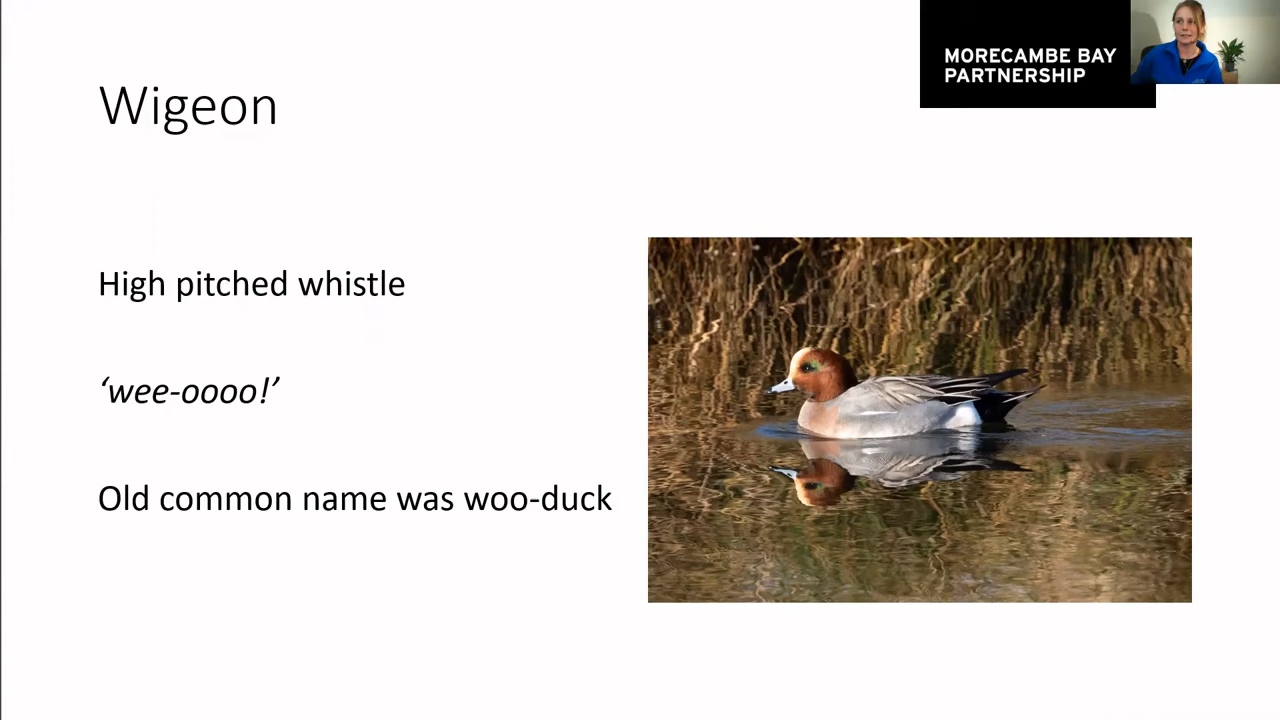 Wigeon
MORECAMBE BAY
PARTNERSHIP
High pitched whistle
‘wee-oooo!’
Old common name was woo-duck